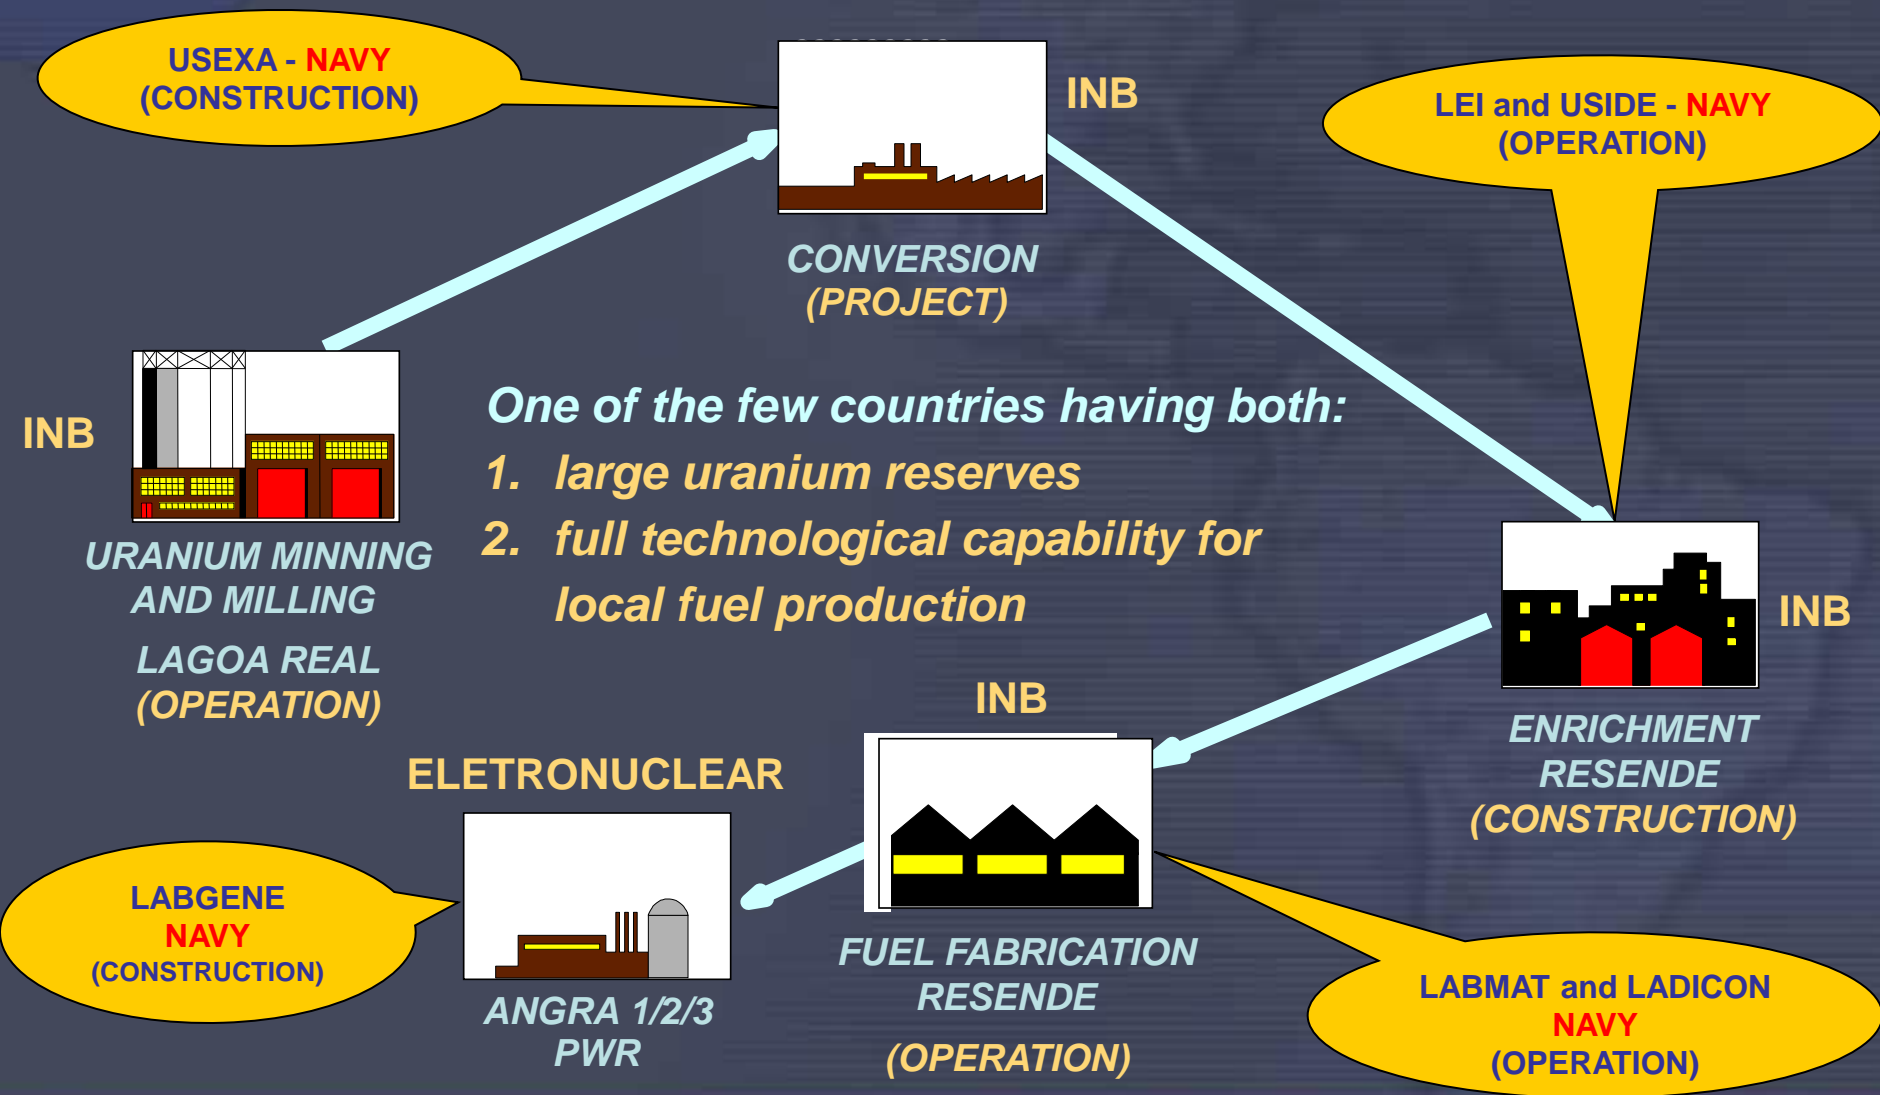 USEXA - NAVY
(CONSTRUCTION)
INB
LEI and USIDE - NAVY
(OPERATION)
CONVERSION
(PROJECT)
INB
URANIUM MINNING
AND MILLING
LAGOA REAL
(OPERATION)
One of the few countries having both:
1. large uranium reserves
2. full technological capability for
local fuel production
INB
ENRICHMENT
RESENDE
(CONSTRUCTION)
INB
FUEL FABRICATION
RESENDE
(OPERATION)
ELETRONUCLEAR
ANGRA 1/2/3
PWR
LABGENE
NAVY
(CONSTRUCTION)
LABMAT and LADICON
NAVY
(OPERATION)